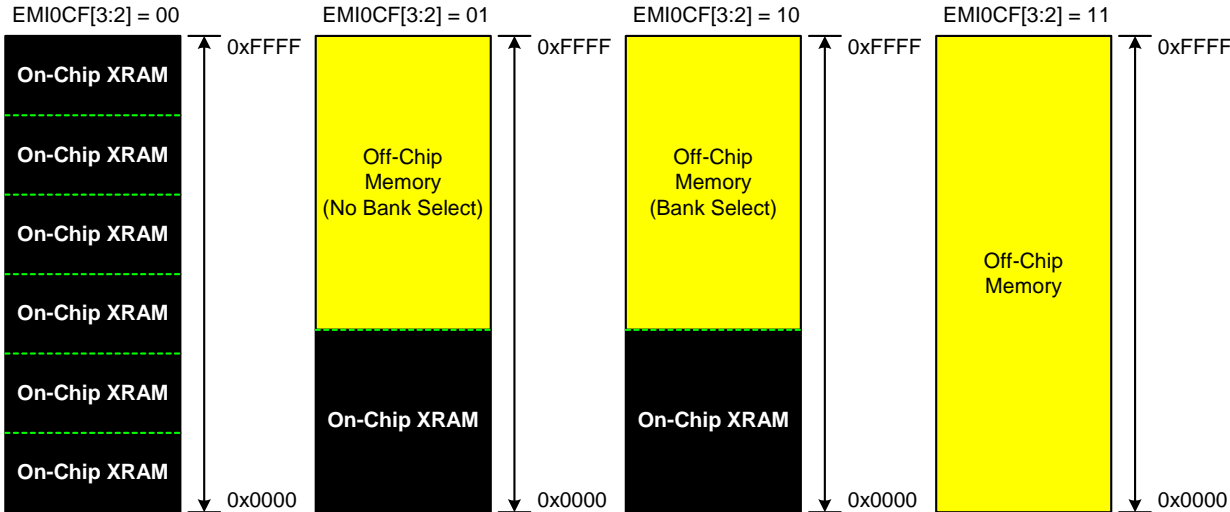 EMI0CF[3:2] = 00
EMI0CF[3:2] = 01
EMI0CF[3:2] = 10
EMI0CF[3:2] = 11
On-Chip XRAM
On-Chip XRAM
On-Chip XRAM
On-Chip XRAM
On-Chip XRAM
On-Chip XRAM
0xFFFF
0x0000
Off-Chip
Memory
(No Bank Select)
On-Chip XRAM
0xFFFF
0x0000
Off-Chip
Memory
(Bank Select)
On-Chip XRAM
0xFFFF
0x0000
Off-Chip
Memory
0xFFFF
0x0000